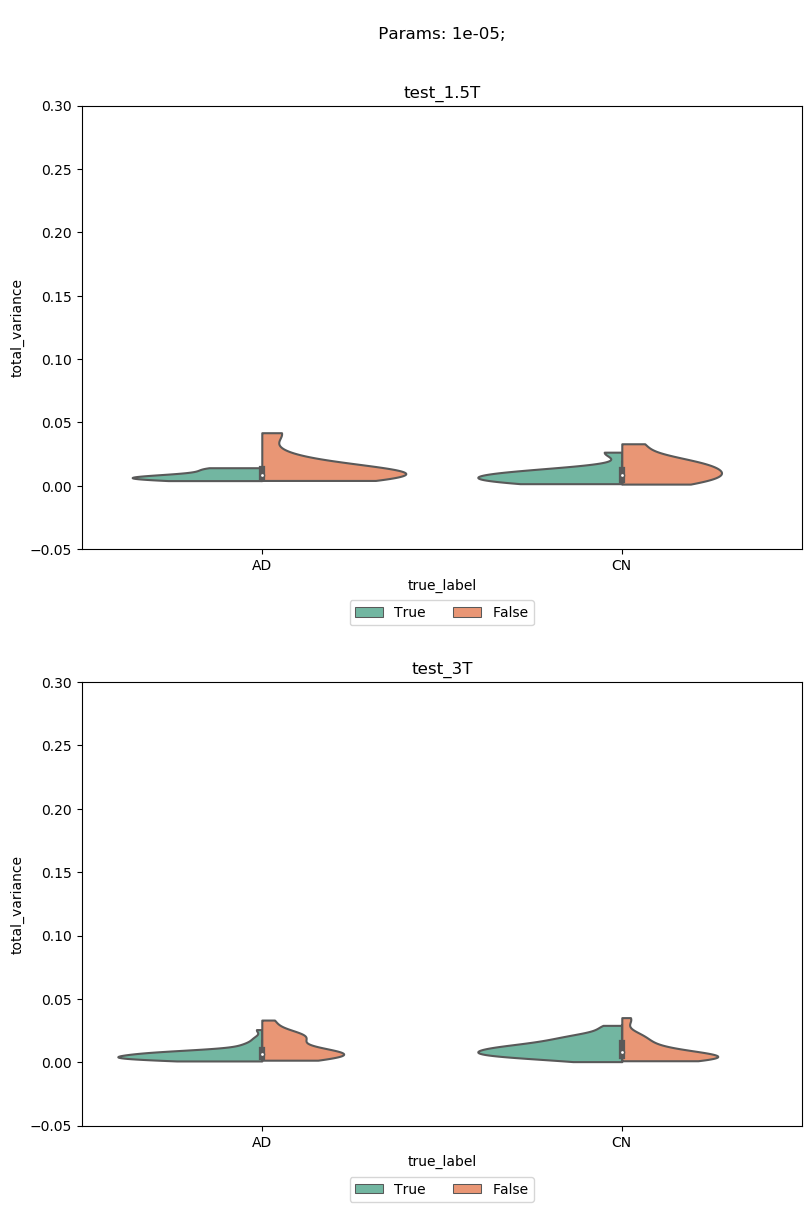 Params: 1e-05;
test_1.5T
0.30
0.25
0.20
0.15
0.10
0.05
0.00
−0.05
total_variance
AD
CN
true_label
True
False
test_3T
0.30
0.25
0.20
0.15
0.10
0.05
0.00
−0.05
total_variance
AD
CN
true_label
True
False